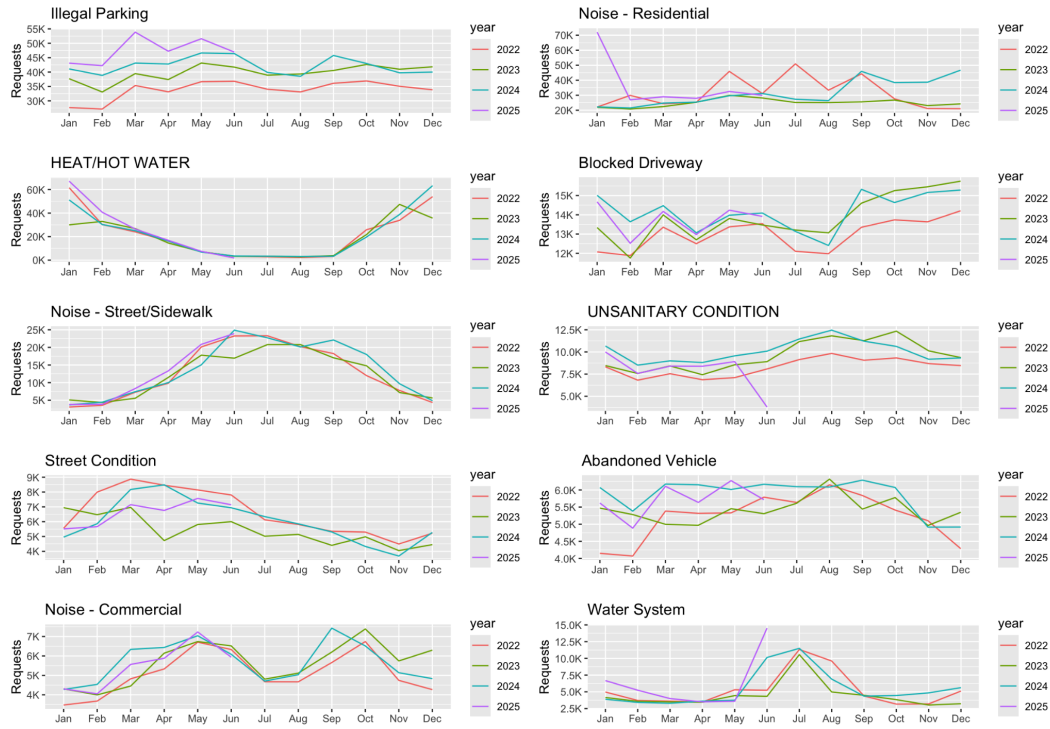 Illegal Parking
Requests
55K
50K
45K
40K
35K
30K
Jan Feb Mar Apr May Jun Jul Aug Sep Oct Nov Dec
year
2022
2023
2024
2025
Noise - Residential
Requests
70K
60K
50K
40K
30K
20K
Jan Feb Mar Apr May Jun Jul Aug Sep Oct Nov Dec
year
2022
2023
2024
2025
HEAT/HOT WATER
Requests
60K
40K
20K
0K
Jan Feb Mar Apr May Jun Jul Aug Sep Oct Nov Dec
year
2022
2023
2024
2025
Blocked Driveway
Requests
15K
14K
13K
12K
Jan Feb Mar Apr May Jun Jul Aug Sep Oct Nov Dec
year
2022
2023
2024
2025
Noise - Street/Sidewalk
Requests
25K
20K
15K
10K
5K
Jan Feb Mar Apr May Jun Jul Aug Sep Oct Nov Dec
year
2022
2023
2024
2025
UNSANITARY CONDITION
Requests
12.5K
10.0K
7.5K
5.0K
Jan Feb Mar Apr May Jun Jul Aug Sep Oct Nov Dec
year
2022
2023
2024
2025
Street Condition
Requests
9K
8K
7K
6K
5K
4K
Jan Feb Mar Apr May Jun Jul Aug Sep Oct Nov Dec
year
2022
2023
2024
2025
Abandoned Vehicle
Requests
6.0K
5.5K
5.0K
4.5K
4.0K
Jan Feb Mar Apr May Jun Jul Aug Sep Oct Nov Dec
year
2022
2023
2024
2025
Noise - Commercial
Requests
7K
6K
5K
4K
Jan Feb Mar Apr May Jun Jul Aug Sep Oct Nov Dec
year
2022
2023
2024
2025
Water System
Requests
15.0K
12.5K
10.0K
7.5K
5.0K
2.5K
Jan Feb Mar Apr May Jun Jul Aug Sep Oct Nov Dec
year
2022
2023
2024
2025